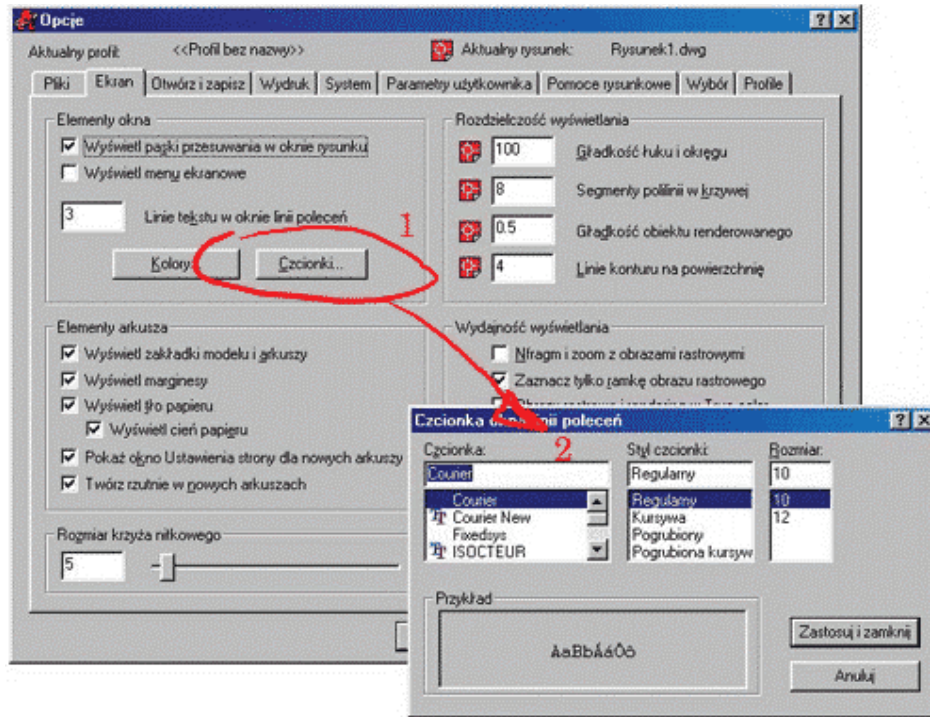 Opcje
Aktualny profil: <<Profil bez nazwy>> Aktualny rysunek: Rysunek1.dwg
Pliki Ekran Otwórz i zapisz Wydruk System Parametry użytkownika Pomoce rysunkowe Wybór Profile
Elementy okna
Wyświetl paski przesuwania w oknie rysunku
Wyświetl menu ekranowe
3 Linie tekstu w oknie linii poleceń
1
Kolory... Czcionki...
Rozdzielczość wyświetlania
100 Gładkość łuku i okręgu
8 Segmenty polilinii w krzywej
0.5 Gładkość obiektu renderowanego
4 Linie konturu na powierzchnię
Elementy arkusza
Wyświetl zakładki modelu i arkuszy
Wyświetl marginesy
Wyświetl tło papieru
Wyświetl cień papieru
Pokaż okno Ustawienia strony dla nowych arkuszy
Twórz rzutnie w nowych arkuszach
Wydajność wyświetlania
Nfragm i zoom z obrazami rastrowymi
Zaznacz tylko ramkę obrazu rastrowego
Rozmiar krzyża nitkowego
5
Czcionka linii poleceń
2
Czcionka: Styl czcionki: Rozmiar:
Courier Regularny 10
Courier Regularny 10
Courier New Kursywa 12
Fixedsys Pogrubiony
ISOCTEUR Pogrubiona kursyw
Przykład
AaBbÁáÔô
Zastosuj i zamknij
Anuluj